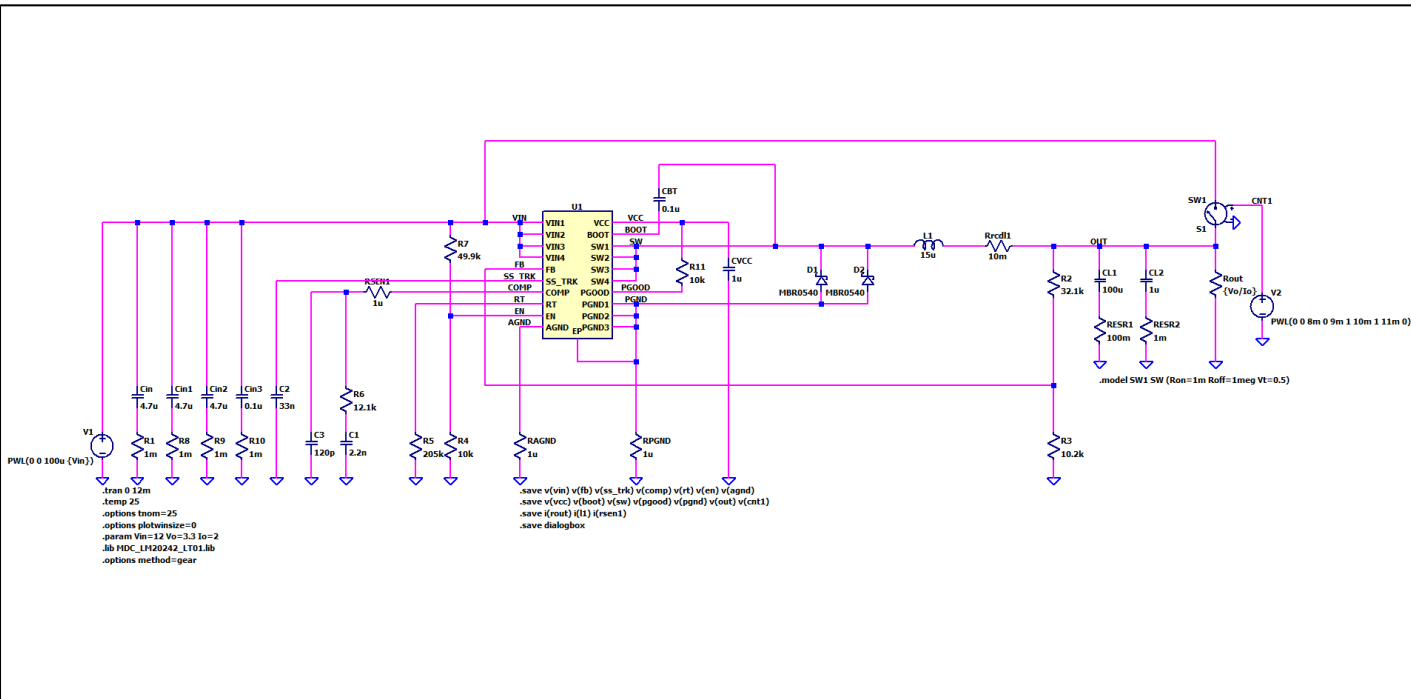 SW1
CNT1
S1
CBT
0.1u
U1
VIN
VIN1
VIN2
VIN3
VIN4
FB
SS_TRK
COMP
RT
EN
AGND
EP
VCC
BOOT
SW1
SW2
SW3
SW4
PGOOD
PGND1
PGND2
PGND3
FB
SS_TRK
COMP
RT
EN
AGND
VCC
BOOT
SW
PGOOD
PGND
R7
49.9k
RSEN1
1u
R11
10k
CVCC
1u
D1
MBR0540
D2
MBR0540
L1
15u
Rrcdl1
10m
OUT
R2
32.1k
CL1
100u
CL2
1u
RESR1
100m
RESR2
1m
Rout
{Vo/Io}
V2
PWL(0 0 8m 0 9m 1 10m 1 11m 0)
.model SW1 SW (Ron=1m Roff=1meg Vt=0.5)
V1
PWL(0 0 100u {Vin})
Cin
4.7u
Cin1
4.7u
Cin2
4.7u
Cin3
0.1u
C2
33n
R1
1m
R8
1m
R9
1m
R10
1m
C3
120p
R6
12.1k
C1
2.2n
R5
205k
R4
10k
RAGND
1u
RPGND
1u
R3
10.2k
.tran 0 12m
.temp 25
.options tnom=25
.options plotwinsize=0
.param Vin=12 Vo=3.3 Io=2
.lib MDC_LM20242_LT01.lib
.options method=gear
.save v(vin) v(fb) v(ss_trk) v(comp) v(rt) v(en) v(agnd)
.save v(vcc) v(boot) v(sw) v(pgood) v(pgnd) v(out) v(cnt1)
.save i(rout) i(l1) i(rsen1)
.save dialogbox